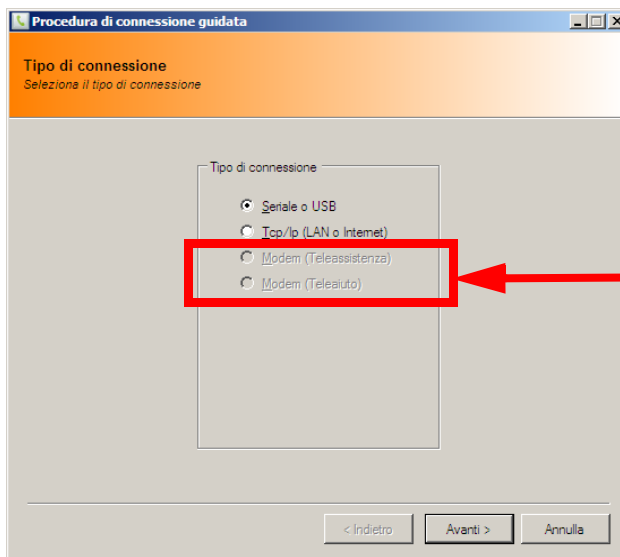 Procedura di connessione guidata
Tipo di connessione
Seleziona il tipo di connessione
Tipo di connessione
Seriale o USB
Tcp/Ip (LAN o Internet)
Modem (Teleassistenza)
Modem (Teleaiuto)
< Indietro
Avanti >
Annulla